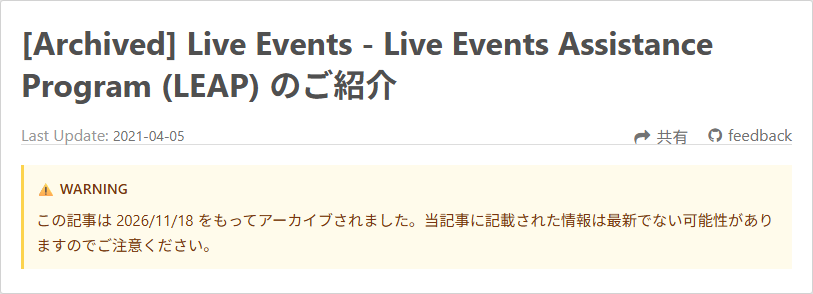 [Archived] Live Events - Live Events Assistance
Program (LEAP) のご紹介
Last Update: 2021-04-05 共有 feedback
WARNING
この記事は 2026/11/18 をもってアーカイブされました。当記事に記載された情報は最新でない可能性があり
ますのでご注意ください。